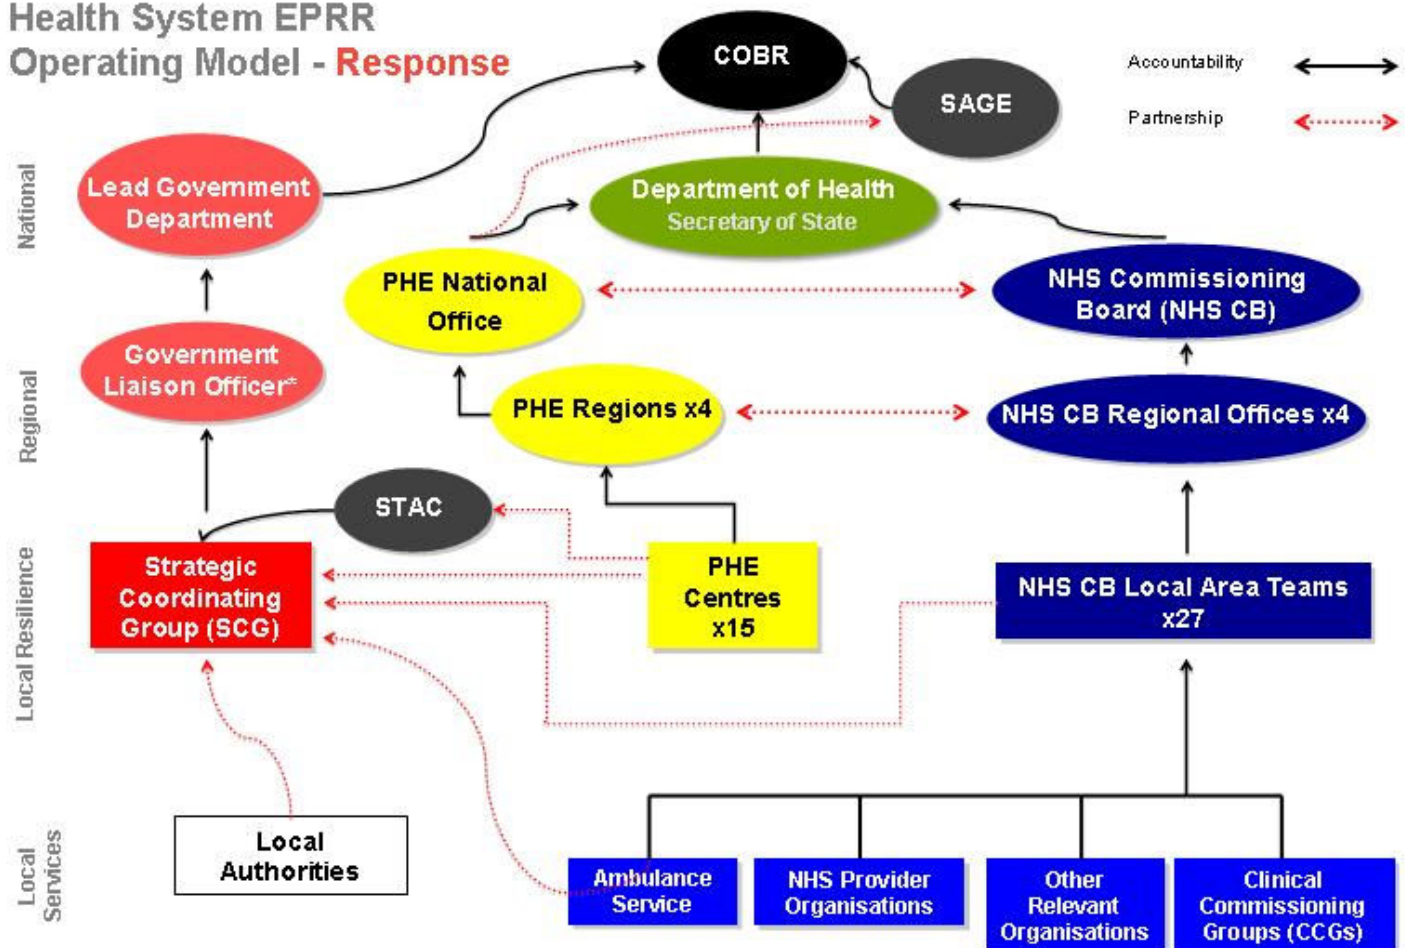 Health System EPRR
Operating Model - Response
COBR
SAGE
Accountability
Partnership
National
Lead Government
Department
Department of Health
Secretary of State
PHE National
Office
NHS Commissioning
Board (NHS CB)
Regional
Government
Liaison Officer*
PHE Regions x4
NHS CB Regional Offices x4
STAC
Local Resilience
Strategic
Coordinating
Group (SCG)
PHE
Centres
x15
NHS CB Local Area Teams
x27
Local
Services
Local
Authorities
Ambulance
Service
NHS Provider
Organisations
Other
Relevant
Organisations
Clinical
Commissioning
Groups (CCGs)